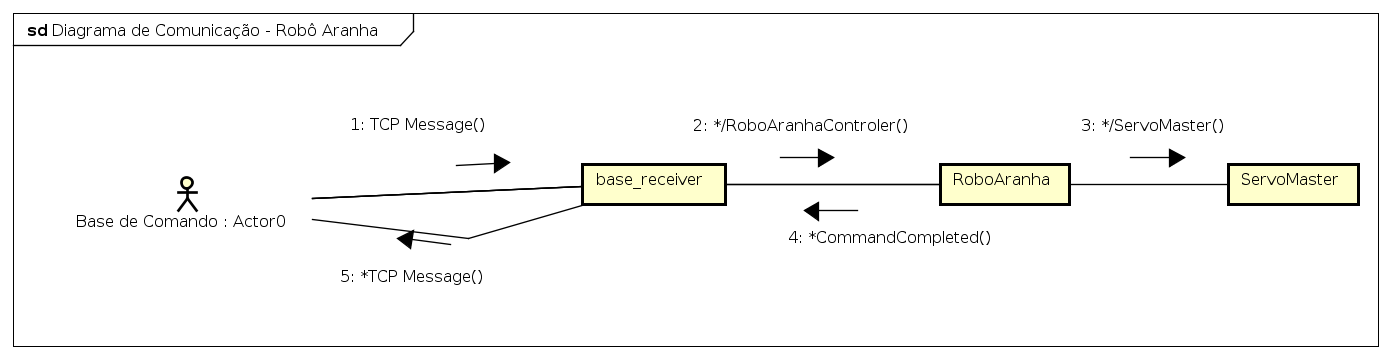 sd Diagrama de Comunicação - Robô Aranha
1: TCP Message()
2: */RoboAranhaControler()
3: */ServoMaster()
base_receiver
RoboAranha
ServoMaster
Base de Comando : Actor0
4: *CommandCompleted()
5: *TCP Message()